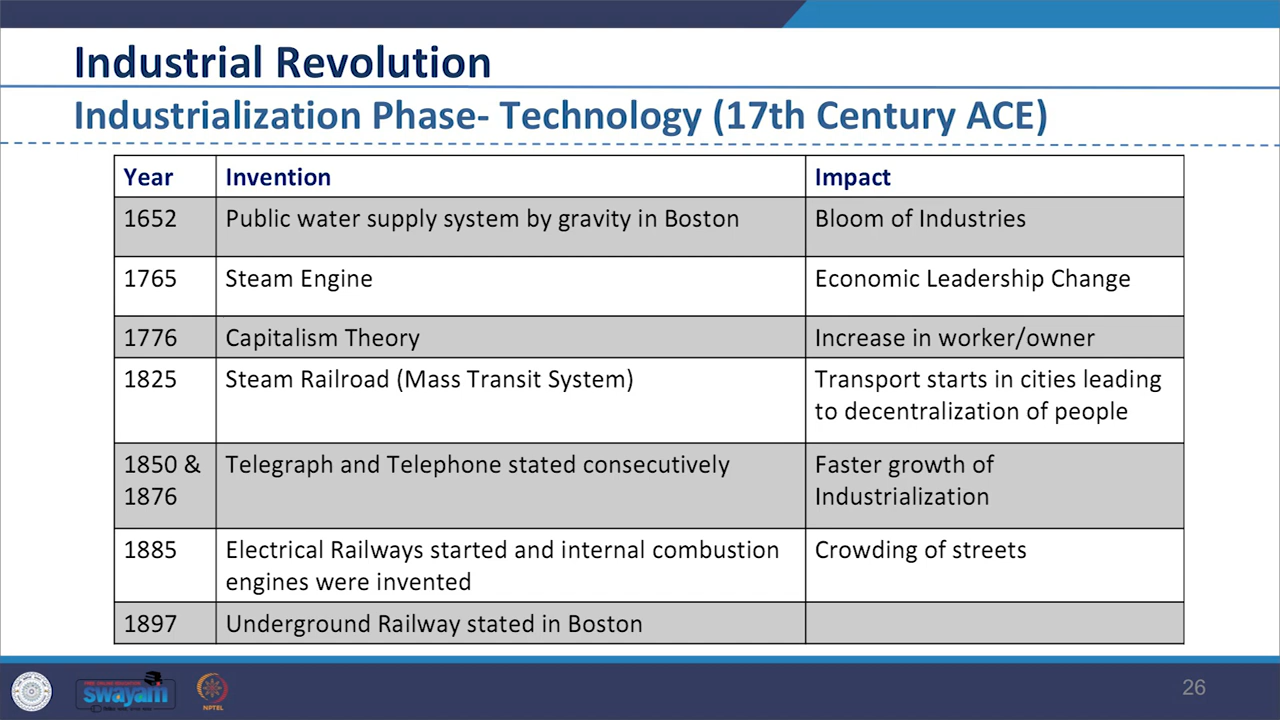 Industrial Revolution
Industrialization Phase- Technology (17th Century ACE)
Year Invention Impact
1652 Public water supply system by gravity in Boston Bloom of Industries
1765 Steam Engine Economic Leadership Change
1776 Capitalism Theory Increase in worker/owner
1825 Steam Railroad (Mass Transit System) Transport starts in cities leading
to decentralization of people
1850 & Telegraph and Telephone stated consecutively Faster growth of
1876 Industrialization
1885 Electrical Railways started and internal combustion Crowding of streets
engines were invented
1897 Underground Railway stated in Boston
FREE ONLINE EDUCATION
swayam
NPTEL
26